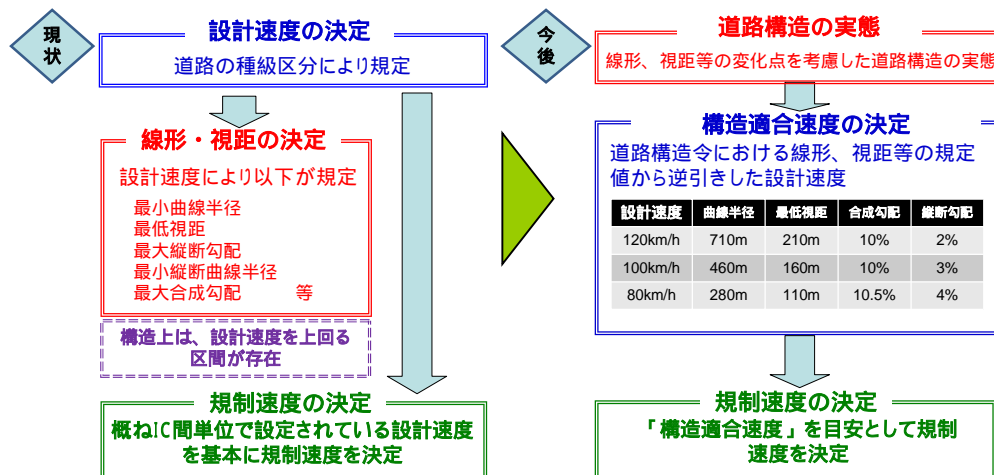 現
状
設計速度の決定
道路の種級区分により規定
線形・視距の決定
設計速度により以下が規定
最小曲線半径
最低視距
最大縦断勾配
最小縦断曲線半径
最大合成勾配　　等
構造上は、設計速度を上回る
区間が存在
規制速度の決定
概ねIC間単位で設定されている設計速度
を基本に規制速度を決定
今
後
道路構造の実態
線形、視距等の変化点を考慮した道路構造の実態
構造適合速度の決定
道路構造令における線形、視距等の規定
値から逆引きした設計速度
設計速度 曲線半径 最低視距 合成勾配 縦断勾配
120km/h 710m 210m 10% 2%
100km/h 460m 160m 10% 3%
80km/h 280m 110m 10.5% 4%
規制速度の決定
「構造適合速度」を目安として規制
速度を決定